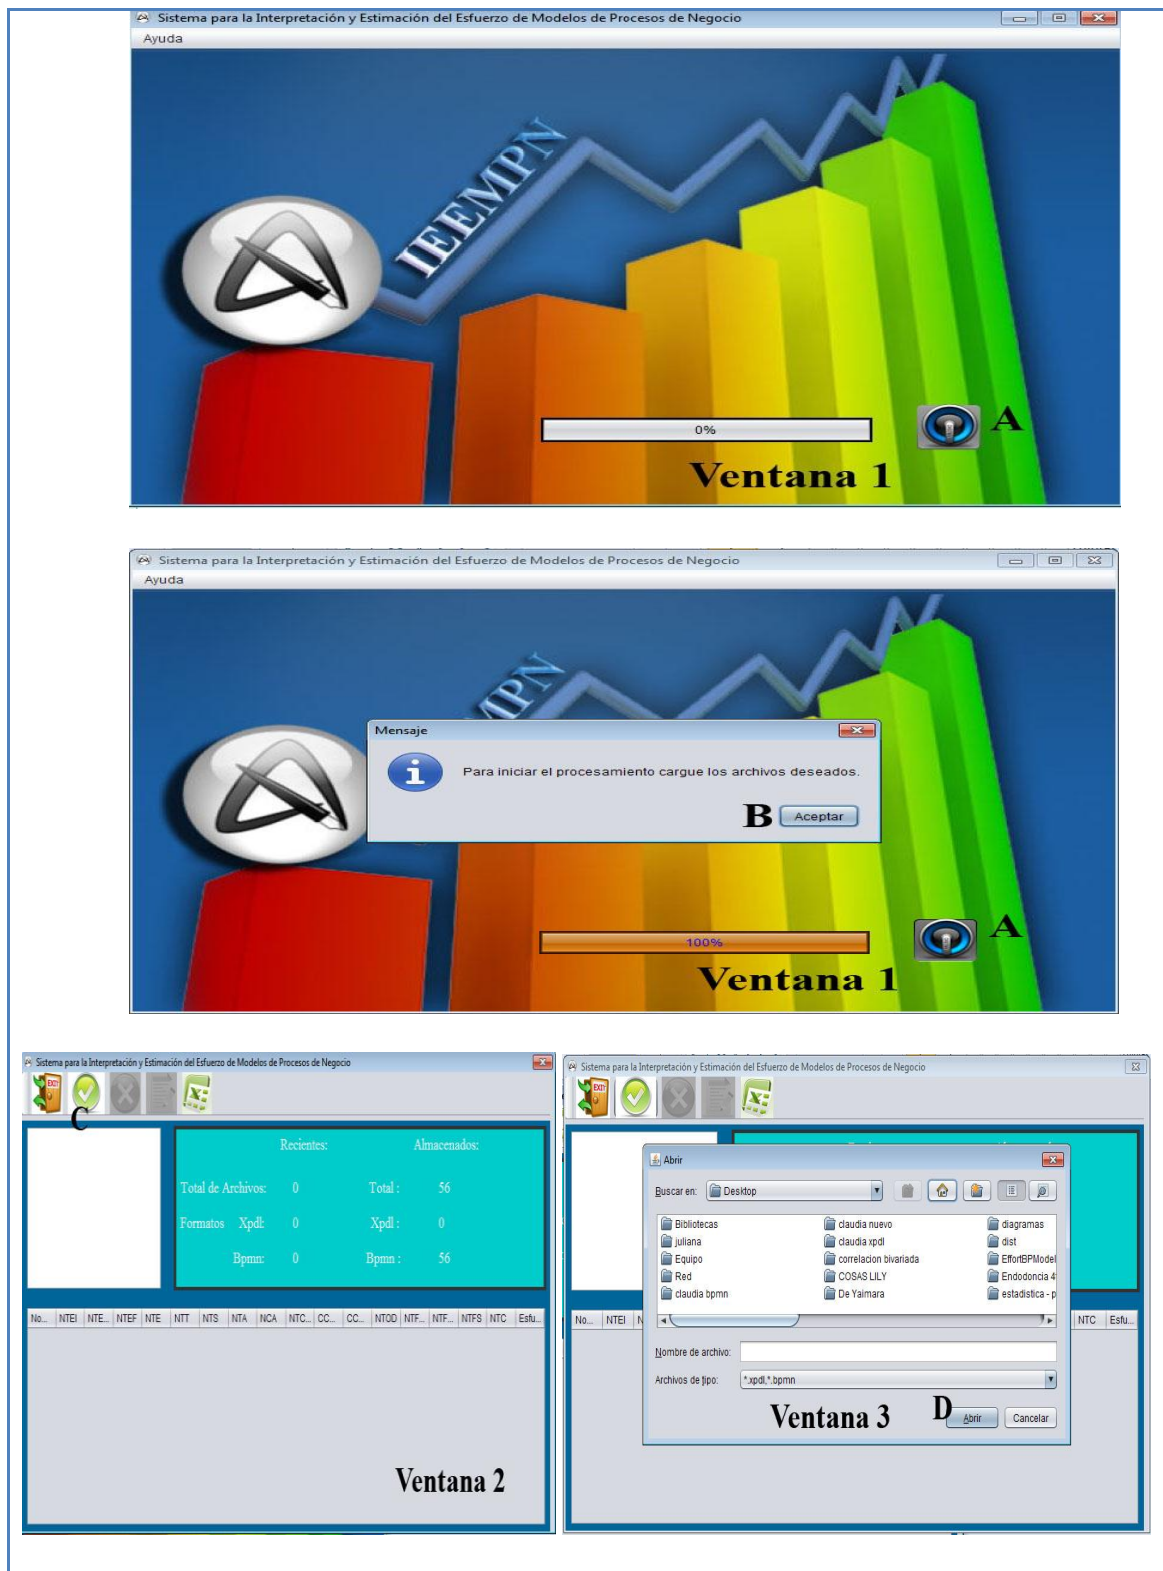 Sistema para la Interpretación y Estimación del Esfuerzo de Modelos de Procesos de Negocio
Ayuda
IEEMPN
0%
A
Ventana 1
Sistema para la Interpretación y Estimación del Esfuerzo de Modelos de Procesos de Negocio
Ayuda
MPN
Mensaje
Para iniciar el procesamiento cargue los archivos deseados.
B Aceptar
100%
A
Ventana 1
Sistema para la Interpretación y Estimación del Esfuerzo de Modelos de Procesos de Negocio
EXIT
C
Recientes: Almacenados:
Total de Archivos: 0 Total : 56
Formatos Xpdl: 0 Xpdl : 0
Bpmn: 0 Bpmn : 56
No... NTEI NTE... NTEF NTE NTT NTS NTA NCA NTC... CC... CC... NTOD NTF... NTF... NTFS NTC Esfu...
Ventana 2
Sistema para la Interpretación y Estimación del Esfuerzo de Modelos de Procesos de Negocio
EXIT
Abrir
Buscar en: Desktop
Bibliotecas claudia nuevo diagramas
juliana claudia xpdl dist
Equipo correlacion bivariada EffortBPModel
Red COSAS LILY Endodoncia 4
claudia bpmn De Yaimara estadistica - p
No... NTEI N NTC Esfu...
Nombre de archivo:
Archivos de tipo: *.xpdl,*.bpmn
Ventana 3
D Abrir Cancelar